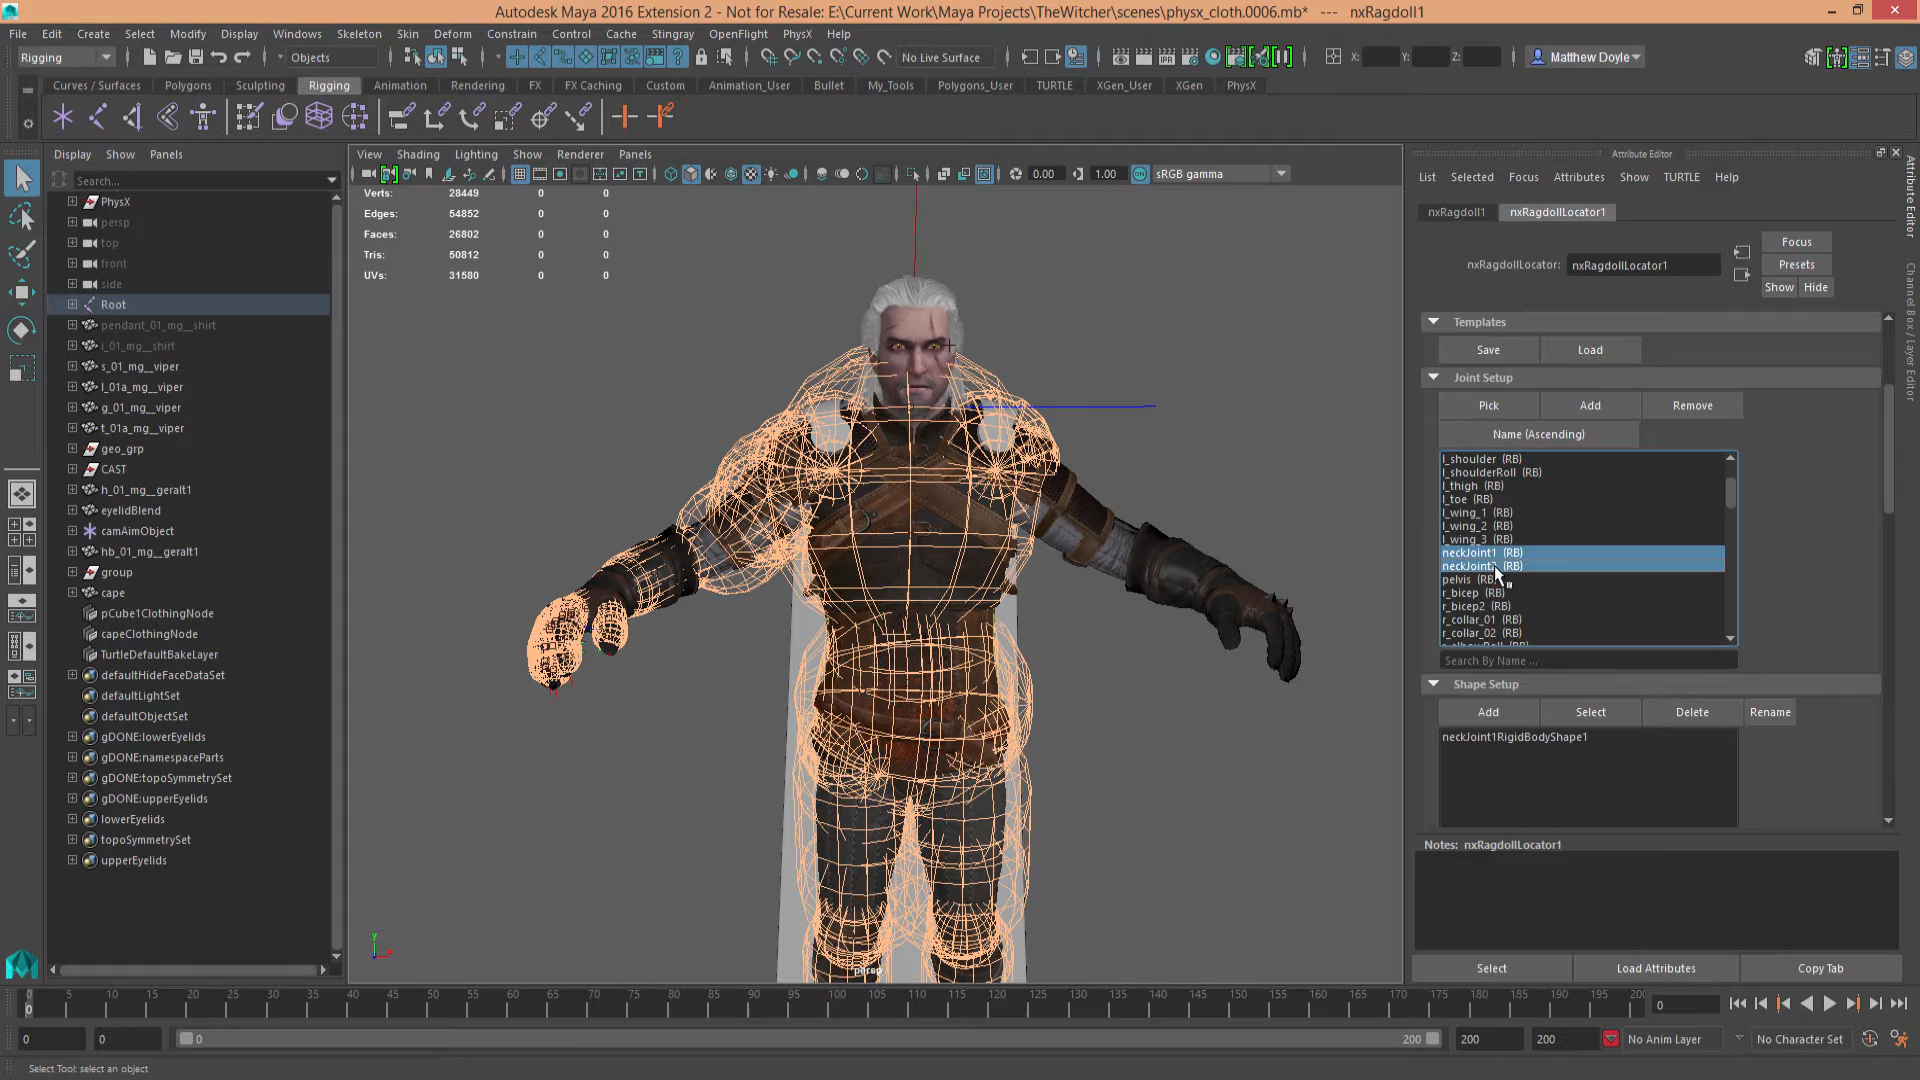 Autodesk Maya 2016 Extension 2 - Not for Resale: E:\Current Work\Maya Projects\TheWitcher\scenes\physx_cloth.0006.mb* --- nxRagdoll1
File Edit Create Select Modify Display Windows Skeleton Skin Deform Constrain Control Cache Stingray OpenFlight PhysX Help
Rigging Objects No Live Surface X: Y: Z: Matthew Doyle
Curves / Surfaces Polygons Sculpting Rigging Animation Rendering FX FX Caching Custom Animation_User Bullet My_Tools Polygons_User TURTLE XGen_User XGen PhysX
Display Show Panels
Search...
PhysX
persp
top
front
side
Root
pendant_01_mg__shirt
i_01_mg__shirt
s_01_mg__viper
l_01a_mg__viper
g_01_mg__viper
t_01a_mg__viper
geo_grp
CAST
h_01_mg__geralt1
eyelidBlend
camAimObject
hb_01_mg__geralt1
group
cape
pCube1ClothingNode
capeClothingNode
TurtleDefaultBakeLayer
defaultHideFaceDataSet
defaultLightSet
defaultObjectSet
gDONE:lowerEyelids
gDONE:namespaceParts
gDONE:topoSymmetrySet
gDONE:upperEyelids
lowerEyelids
topoSymmetrySet
upperEyelids
View Shading Lighting Show Renderer Panels
0.00 1.00 sRGB gamma
Verts: 28449 0 0
Edges: 54852 0 0
Faces: 26802 0 0
Tris: 50812 0 0
UVs: 31580 0 0
y
persp
Attribute Editor
List Selected Focus Attributes Show TURTLE Help
nxRagdoll1 nxRagdollLocator1
nxRagdollLocator: nxRagdollLocator1
Focus
Presets
Show Hide
Templates
Save Load
Joint Setup
Pick Add Remove
Name (Ascending)
l_shoulder (RB)
l_shoulderRoll (RB)
l_thigh (RB)
l_toe (RB)
l_wing_1 (RB)
l_wing_2 (RB)
l_wing_3 (RB)
neckJoint1 (RB)
neckJoint2 (RB)
pelvis (RB)
r_bicep (RB)
r_bicep2 (RB)
r_collar_01 (RB)
r_collar_02 (RB)
Search By Name ...
Shape Setup
Add Select Delete Rename
neckJoint1RigidBodyShape1
Notes: nxRagdollLocator1
Select Load Attributes Copy Tab
Attribute Editor
Channel Box / Layer Editor
0 5 10 15 20 25 30 35 40 45 50 55 60 65 70 75 80 85 90 95 100 105 110 115 120 125 130 135 140 145 150 155 160 165 170 175 180 185 190 195 200
0 0
0 0 0 200 200 200 No Anim Layer No Character Set
Select Tool: select an object